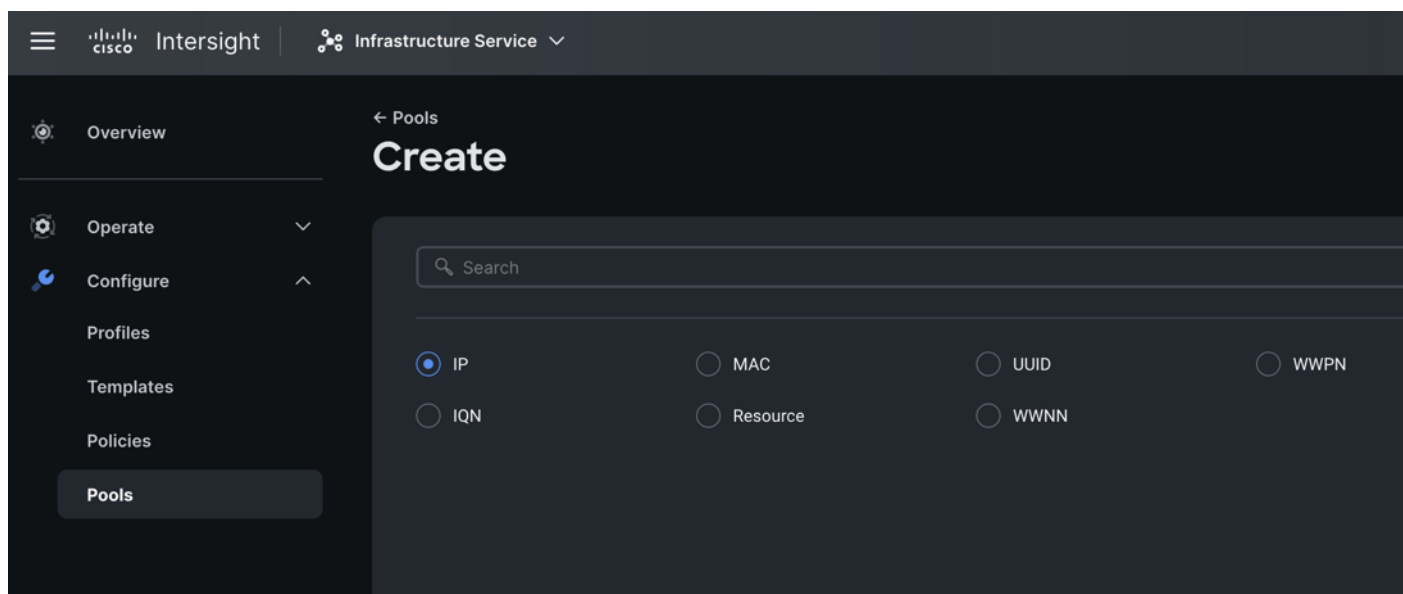 cisco Intersight Infrastructure Service
Overview
Operate
Configure
Profiles
Templates
Policies
Pools
← Pools
Create
Search
IP MAC UUID WWPN
IQN Resource WWNN